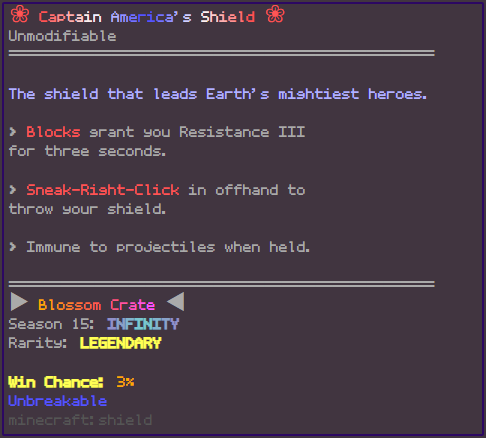 ❀ Captain America's Shield ❀
Unmodifiable
The shield that leads Earth's mightiest heroes.
> Blocks grant you Resistance III
for three seconds.
> Sneak-Right-Click in offhand to
throw your shield.
> Immune to projectiles when held.
▶ Blossom Crate ◀
Season 15: INFINITY
Rarity: LEGENDARY
Win Chance: 3%
Unbreakable
minecraft:shield